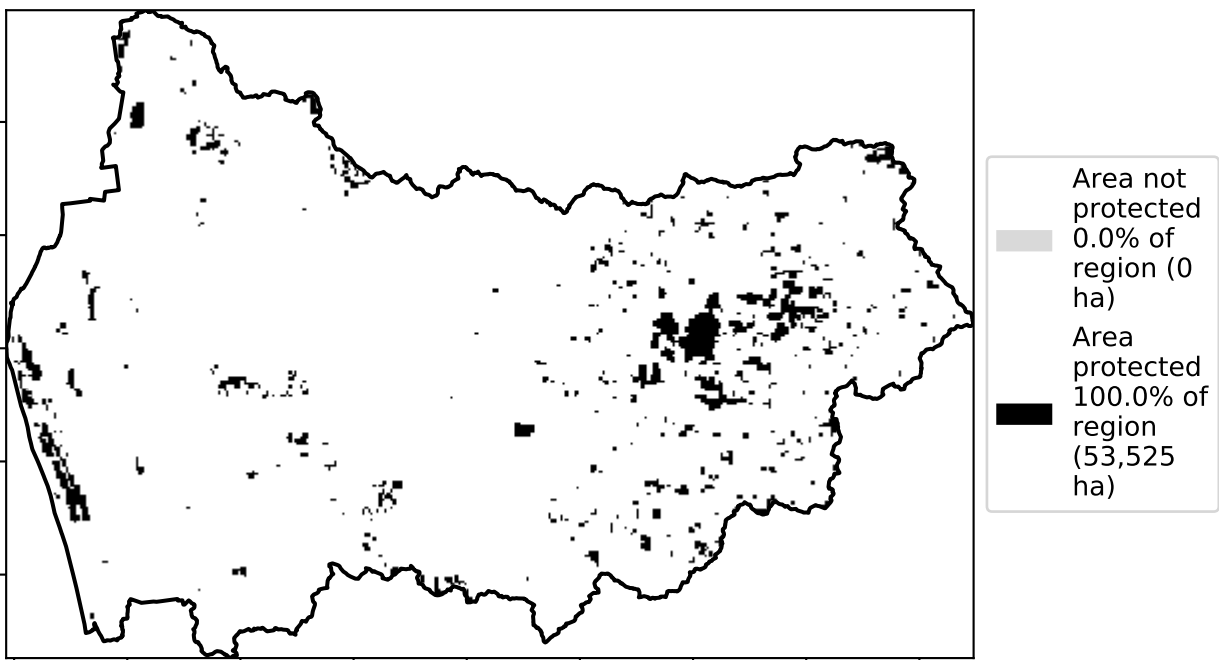 Area not
protected
0.0% of
region (0
ha)
Area
protected
100.0% of
region
(53,525
ha)